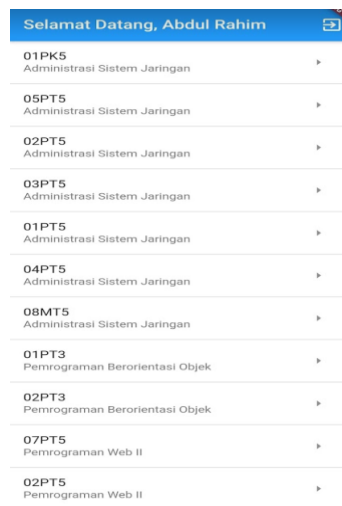 Selamat Datang, Abdul Rahim
01PK5
Administrasi Sistem Jaringan
05PT5
Administrasi Sistem Jaringan
02PT5
Administrasi Sistem Jaringan
03PT5
Administrasi Sistem Jaringan
01PT5
Administrasi Sistem Jaringan
04PT5
Administrasi Sistem Jaringan
08MT5
Administrasi Sistem Jaringan
01PT3
Pemrograman Berorientasi Objek
02PT3
Pemrograman Berorientasi Objek
07PT5
Pemrograman Web II
02PT5
Pemrograman Web II